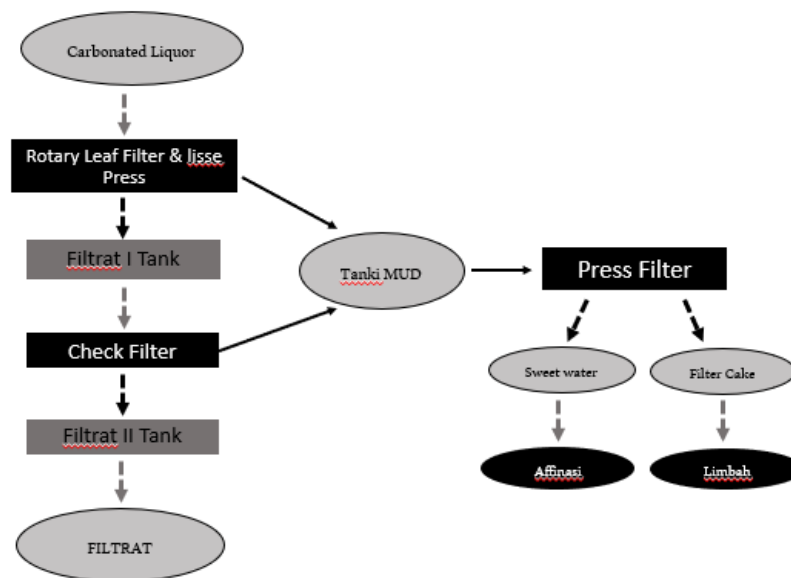 Carbonated Liquor
Rotary Leaf Filter & lisse
Press
Filtrat I Tank
Tanki MUD
Press Filter
Check Filter
Sweet water
Filter Cake
Filtrat II Tank
Affinasi
Limbah
FILTRAT